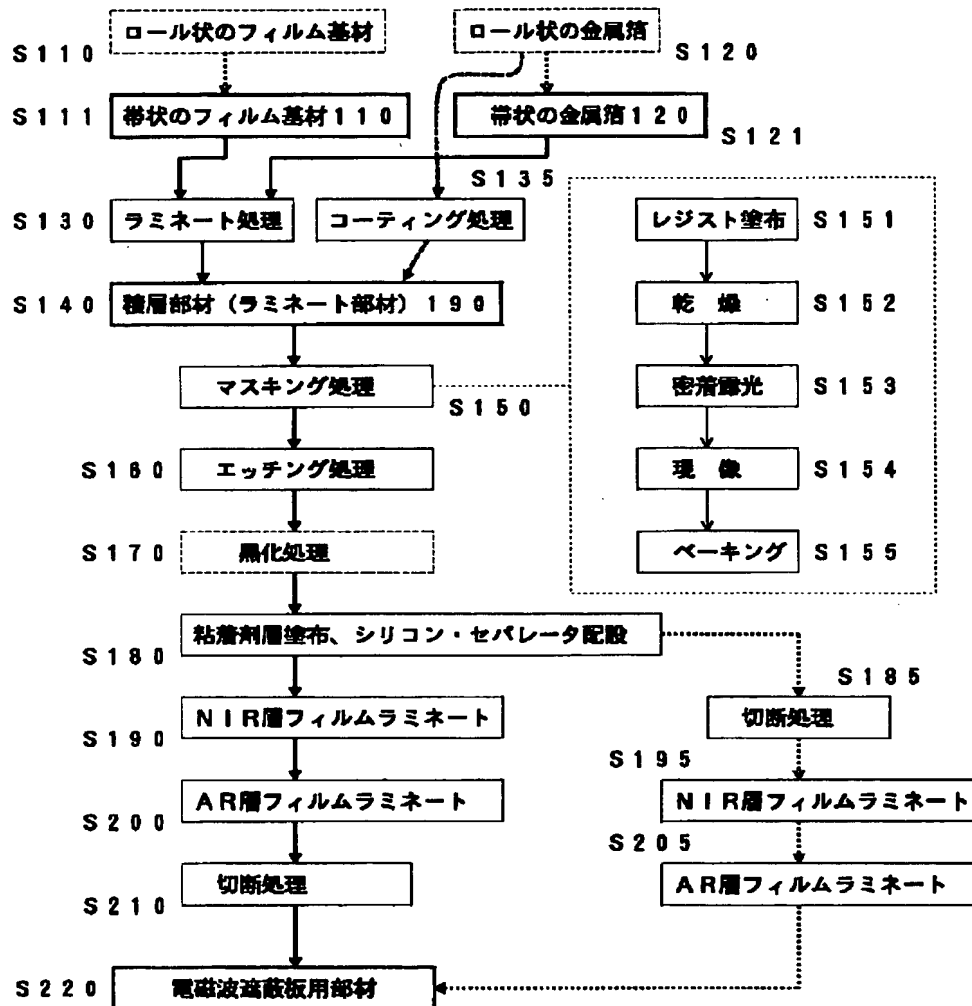 ロール状のフィルム基材
ロール状の金属箔
S110
S120
S111
帯状のフィルム基材110
帯状の金属箔120
S121
S135
S130
ラミネート処理
コーティング処理
レジスト塗布
S151
S140
積層部材（ラミネート部材）190
乾 燥
S152
マスキング処理
S150
密着露光
S153
S160
エッチング処理
現 像
S154
S170
黒化処理
ベーキング
S155
粘着剤層塗布、シリコン・セパレータ配設
S180
S185
NIR層フィルムラミネート
切断処理
S190
S195
AR層フィルムラミネート
NIR層フィルムラミネート
S200
S205
切断処理
AR層フィルムラミネート
S210
S220
電磁波遮蔽板用部材